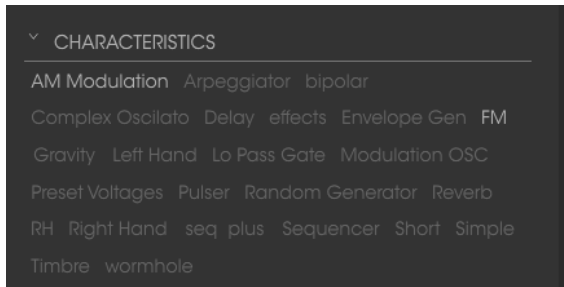 CHARACTERISTICS
AM Modulation Arpeggiator bipolar
Complex Oscilato Delay effects Envelope Gen FM
Gravity Left Hand Lo Pass Gate Modulation OSC
Preset Voltages Pulser Random Generator Reverb
RH Right Hand seq plus Sequencer Short Simple
Timbre wormhole